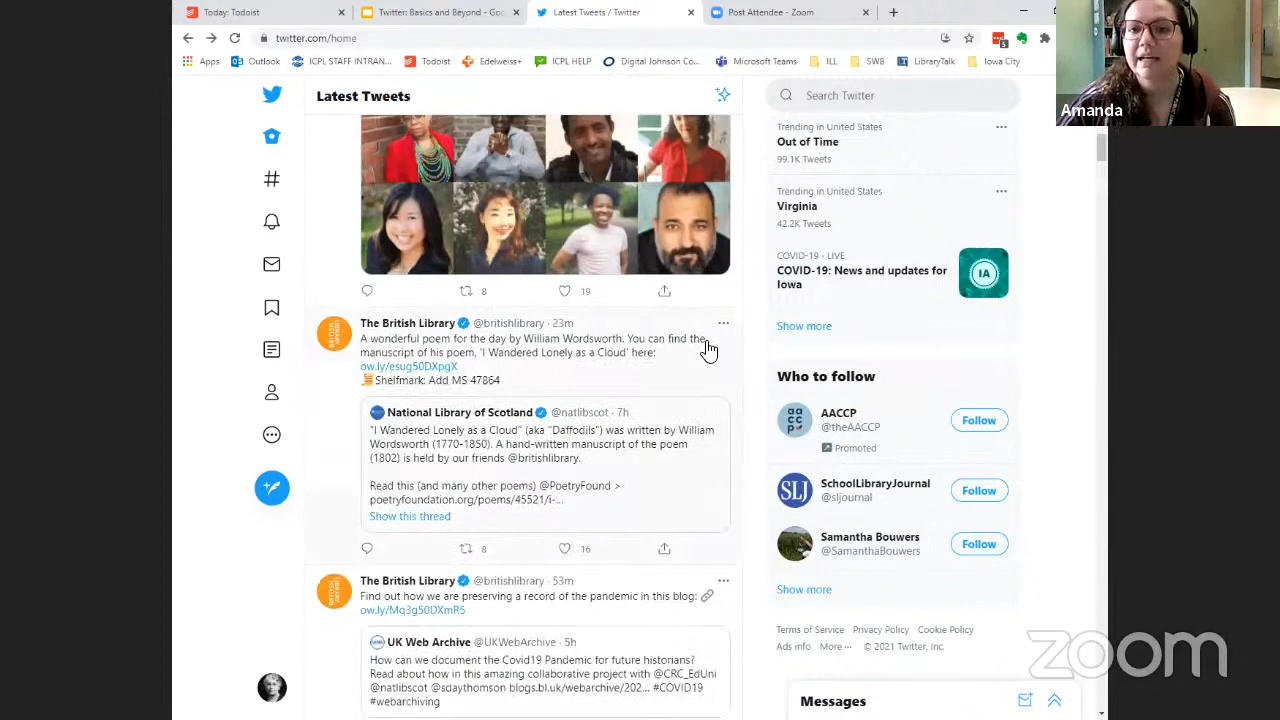 Today: Todoist
Twitter: Basics and Beyond - Goo
Latest Tweets / Twitter
Post Attendee - Zoom
twitter.com/home
Apps
Outlook
ICPL STAFF INTRAN...
Todoist
Edelweiss+
ICPL HELP
Digital Johnson Co...
Microsoft Teams
ILL
SWB
LibraryTalk
Iowa City
Amanda
Latest Tweets
Search Twitter
Trending in United States
Out of Time
99.1K Tweets
Trending in United States
Virginia
42.2K Tweets
COVID-19 · LIVE
COVID-19: News and updates for
Iowa
IA
Show more
8
19
The British Library @britishlibrary · 23m
A wonderful poem for the day by William Wordsworth. You can find the
manuscript of his poem, 'I Wandered Lonely as a Cloud' here:
ow.ly/esug50DXpgX
Shelfmark: Add MS 47864
National Library of Scotland @natlibscot · 7h
"I Wandered Lonely as a Cloud" (aka "Daffodils") was written by William
Wordsworth (1770-1850). A hand-written manuscript of the poem
(1802) is held by our friends @britishlibrary.
Read this (and many other poems) @PoetryFound >
poetryfoundation.org/poems/45521/i-...
Show this thread
8
16
The British Library @britishlibrary · 53m
Find out how we are preserving a record of the pandemic in this blog:
ow.ly/Mq3g50DXmR5
UK Web Archive @UKWebArchive · 5h
How can we document the Covid19 Pandemic for future historians?
Read about how in this amazing collaborative project with @CRC_EdUni
@natlibscot @sdaythomson blogs.bl.uk/webarchive/202... #COVID19
#webarchiving
Who to follow
AACCP
@theAACCP
Promoted
Follow
SLJ
SchoolLibraryJournal
@sljournal
Follow
Samantha Bouwers
@SamanthaBouwers
Follow
Show more
Terms of Service Privacy Policy Cookie Policy
Ads info More ··· © 2021 Twitter, Inc.
zoom
Messages